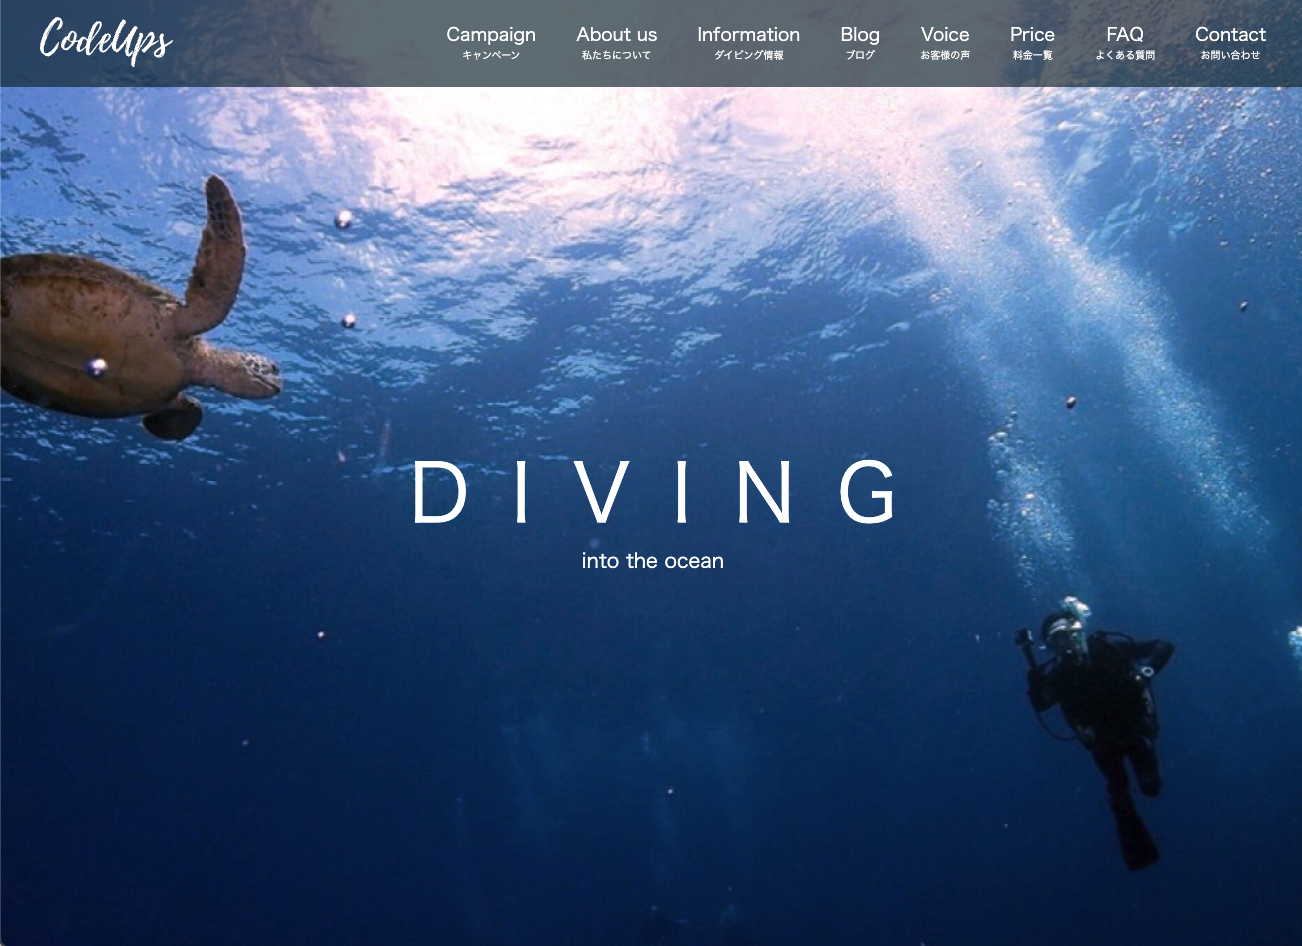 CodeUps
Campaign
キャンペーン
About us
私たちについて
Information
ダイビング情報
Blog
ブログ
Voice
お客様の声
Price
料金一覧
FAQ
よくある質問
Contact
お問い合わせ
DIVING
into the ocean